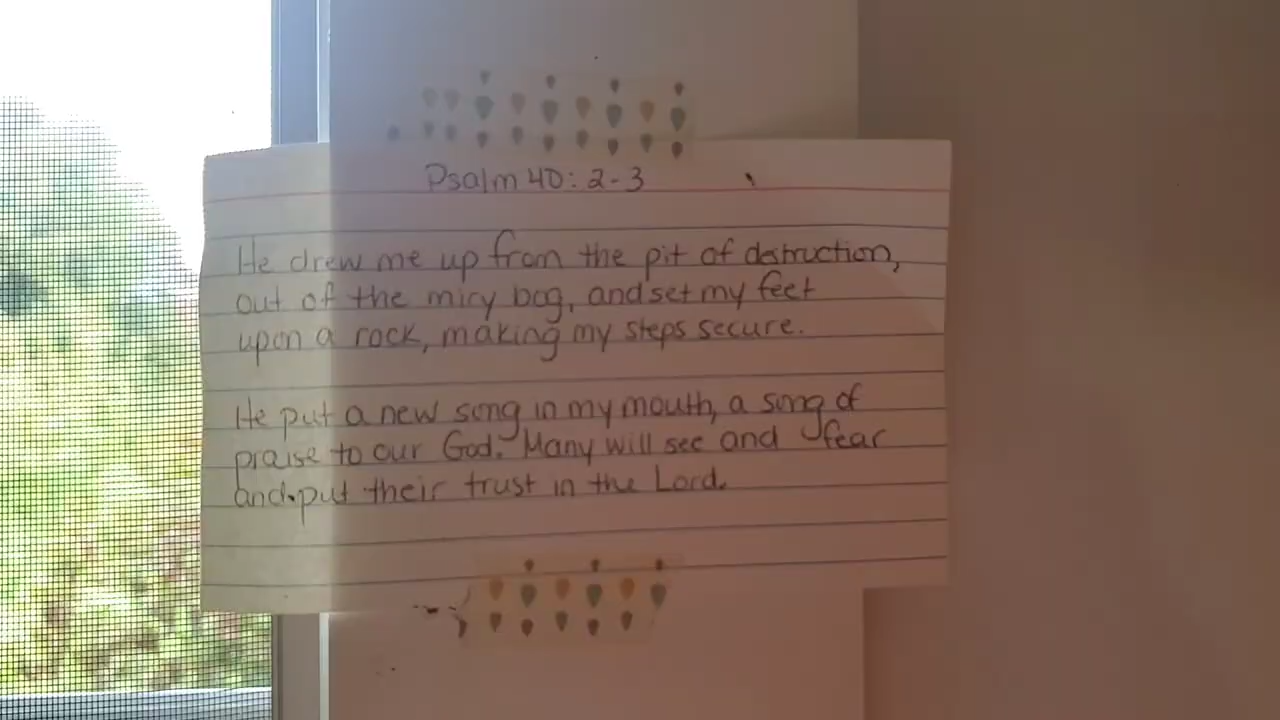 Psalm 40: 2-3
He drew me up from the pit of destruction,
out of the miry bog, and set my feet
upon a rock, making my steps secure.
He put a new song in my mouth, a song of
praise to our God. Many will see and fear
and put their trust in the Lord.